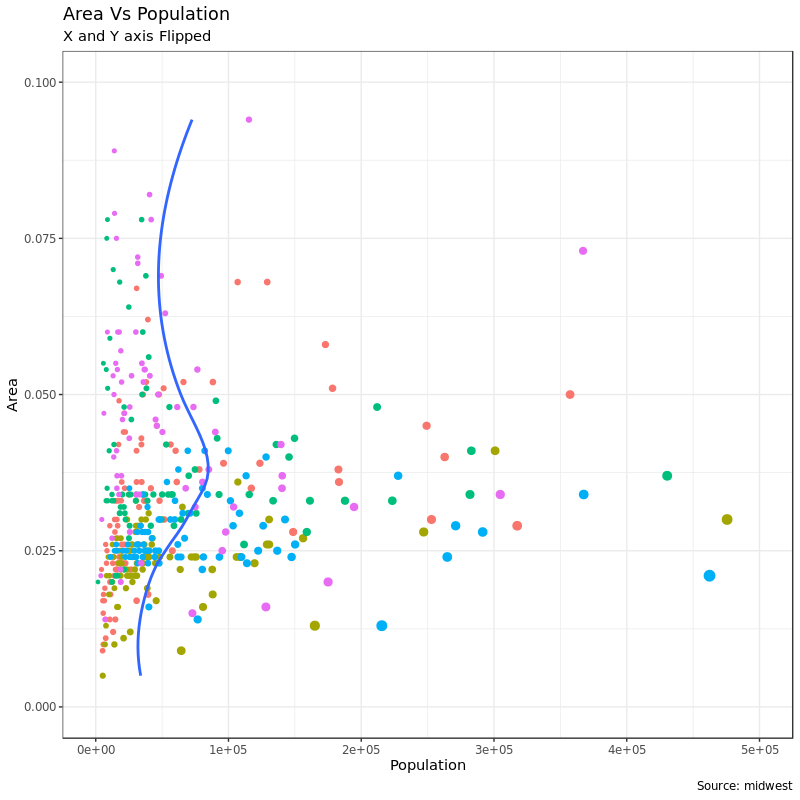 Area Vs Population
X and Y axis Flipped
0.100
0.075
0.050
0.025
0.000
Area
0e+00 1e+05 2e+05 3e+05 4e+05 5e+05
Population
Source: midwest